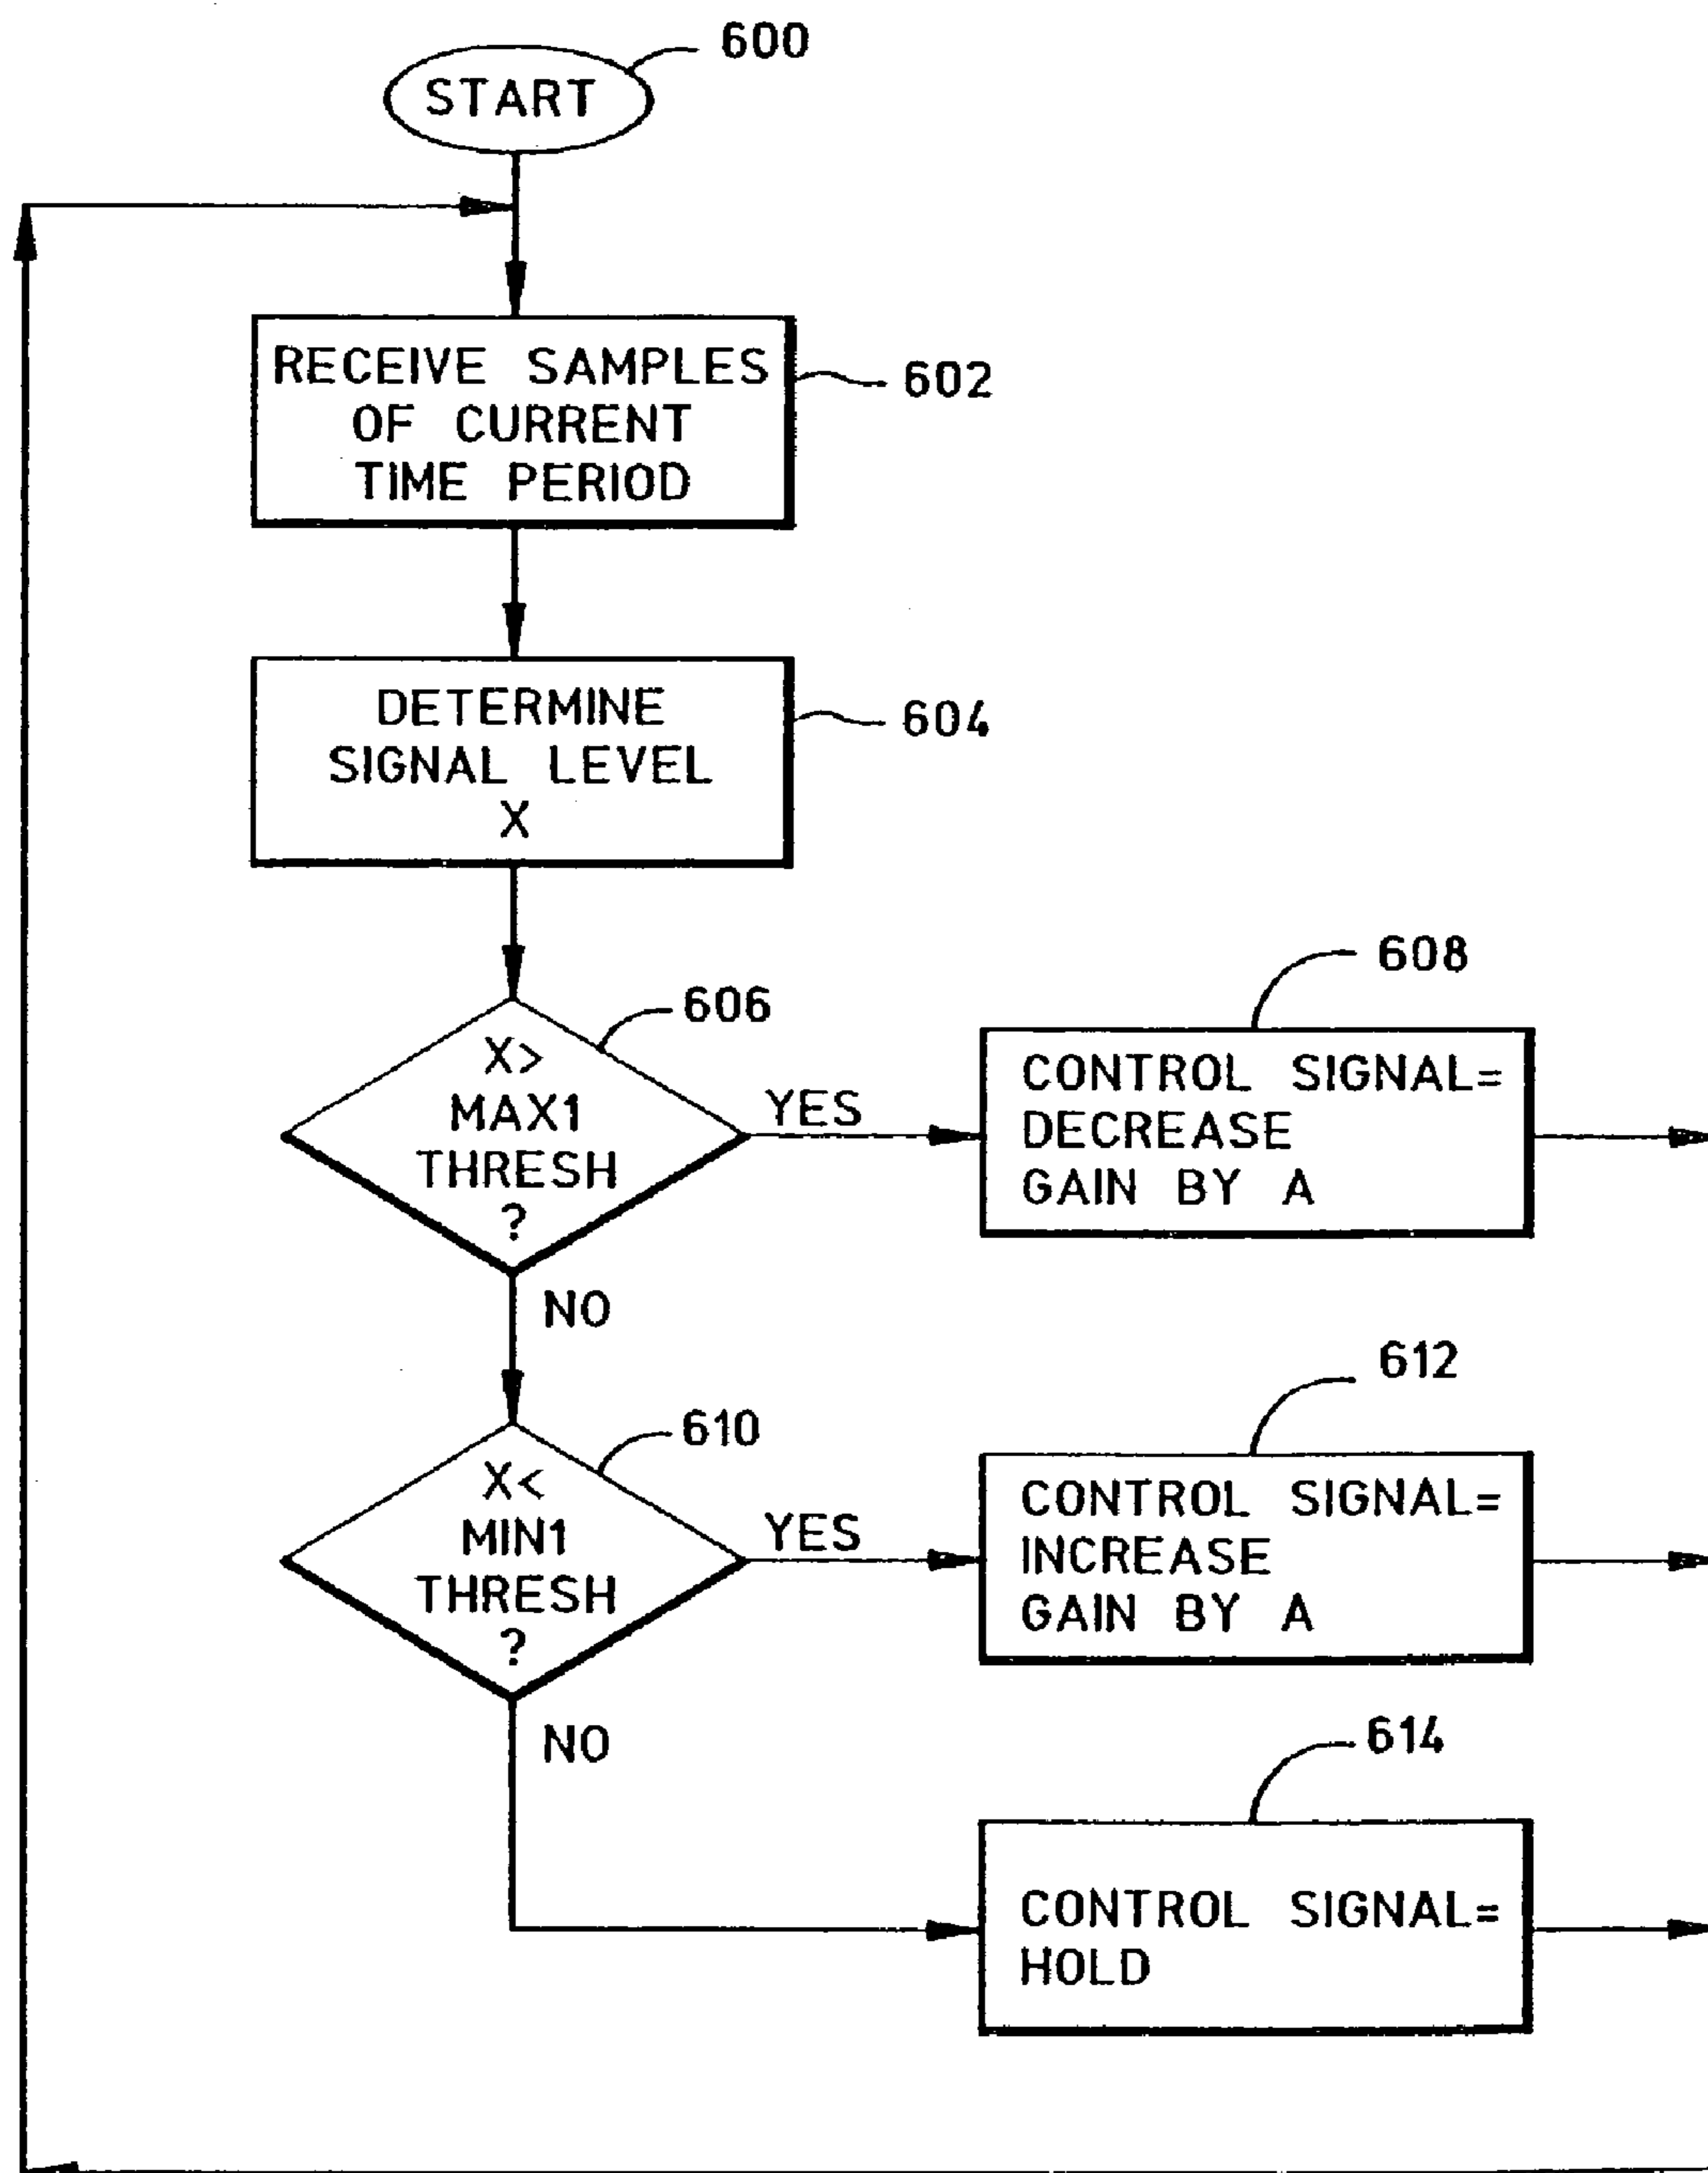 600
START
RECEIVE SAMPLES
OF CURRENT
TIME PERIOD
602
DETERMINE
SIGNAL LEVEL
X
604
606
X>
MAX1
THRESH
?
YES
NO
608
CONTROL SIGNAL=
DECREASE
GAIN BY A
610
X<
MIN1
THRESH
?
YES
NO
612
CONTROL SIGNAL=
INCREASE
GAIN BY A
614
CONTROL SIGNAL=
HOLD